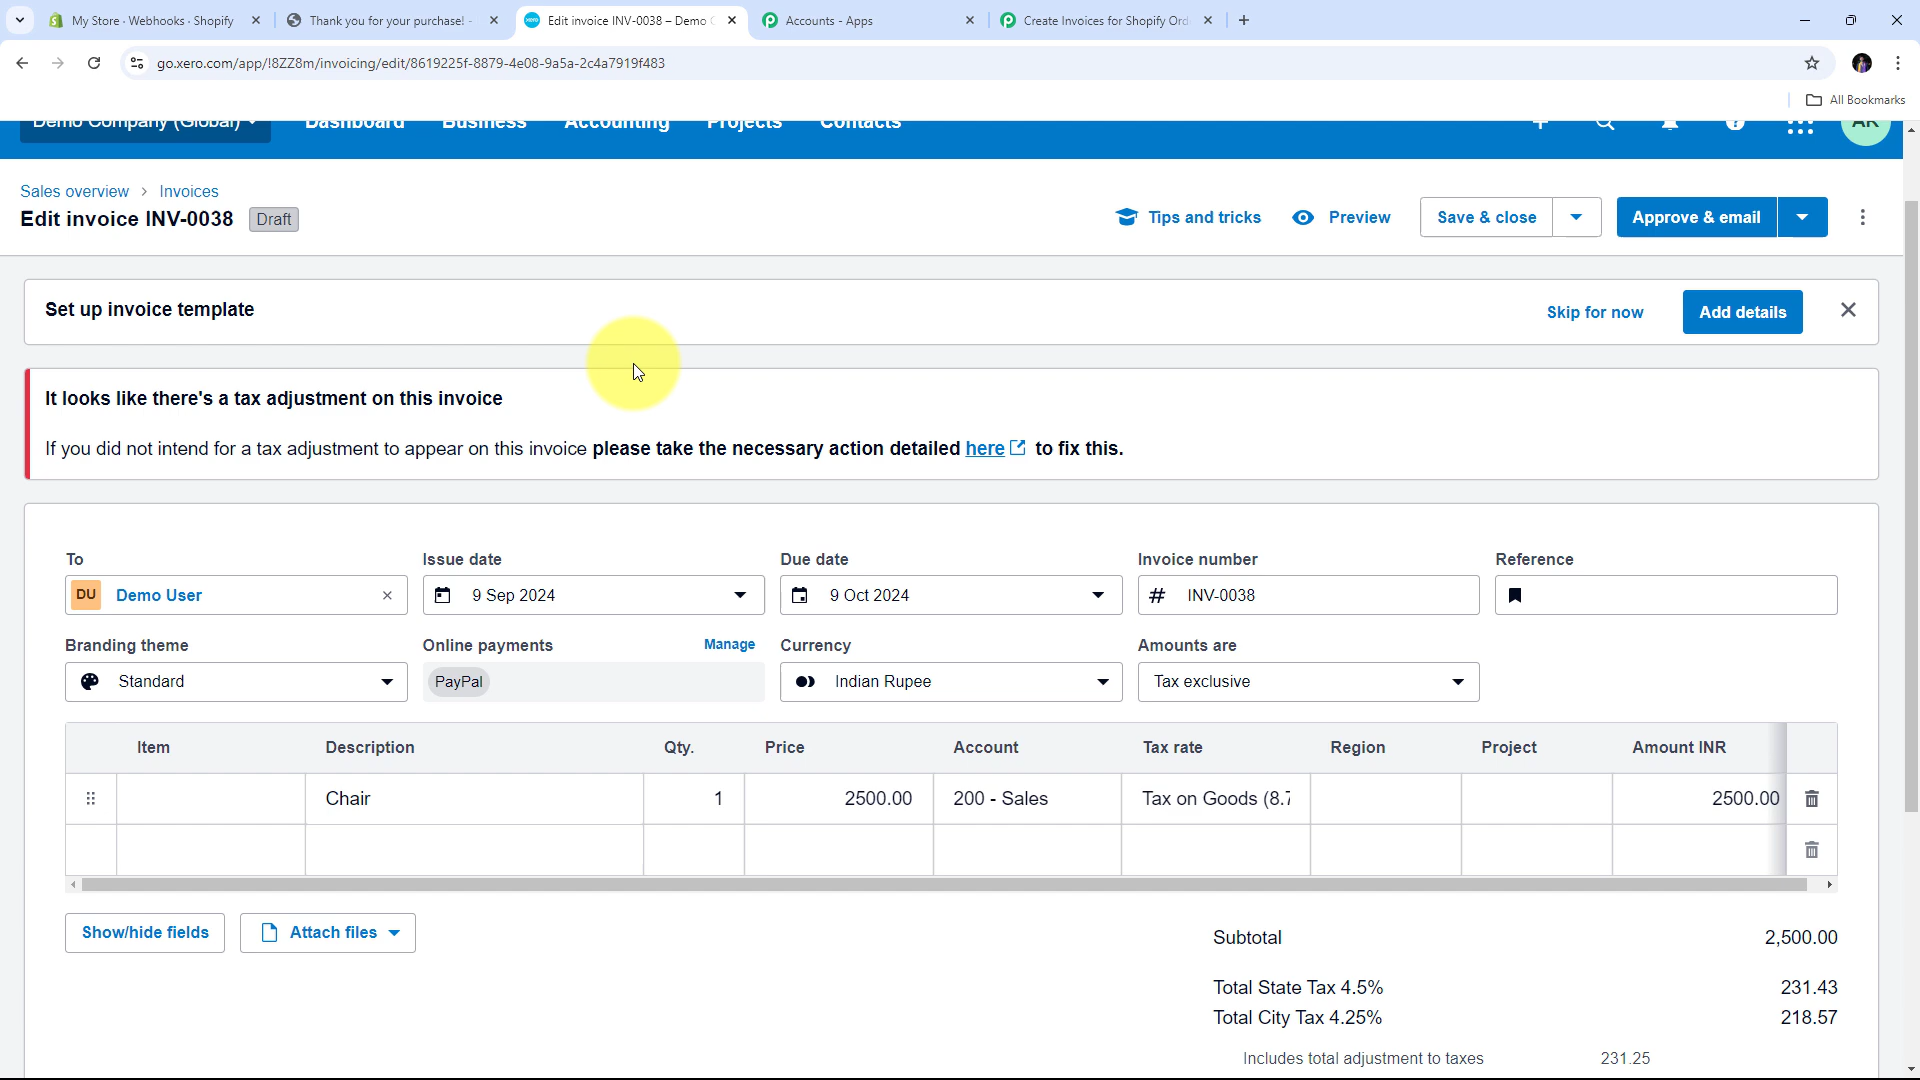 My Store · Webhooks · Shopify
Thank you for your purchase! -
Edit invoice INV-0038 – Demo C
Accounts - Apps
Create Invoices for Shopify Ord
go.xero.com/app/!8ZZ8m/invoicing/edit/8619225f-8879-4e08-9a5a-2c4a7919f483
All Bookmarks
Demo Company (Global)
Dashboard
Business
Accounting
Projects
Contacts
AR
Sales overview > Invoices
Edit invoice INV-0038
Draft
Tips and tricks
Preview
Save & close
Approve & email
Set up invoice template
Skip for now
Add details
It looks like there's a tax adjustment on this invoice
If you did not intend for a tax adjustment to appear on this invoice please take the necessary action detailed here to fix this.
To
Issue date
Due date
Invoice number
Reference
DU
Demo User
9 Sep 2024
9 Oct 2024
# INV-0038
Branding theme
Online payments
Manage
Currency
Amounts are
Standard
PayPal
Indian Rupee
Tax exclusive
Item
Description
Qty.
Price
Account
Tax rate
Region
Project
Amount INR
Chair
1
2500.00
200 - Sales
Tax on Goods (8.7
2500.00
Show/hide fields
Attach files
Subtotal
2,500.00
Total State Tax 4.5%
231.43
Total City Tax 4.25%
218.57
Includes total adjustment to taxes
231.25